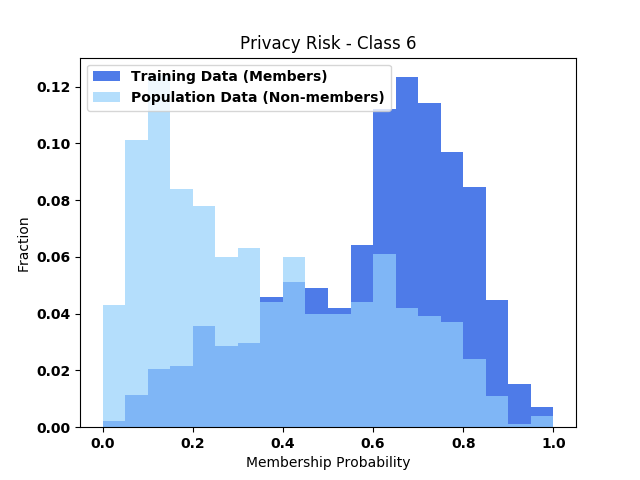 Privacy Risk - Class 6
Training Data (Members)
Population Data (Non-members)
0.12
0.10
0.08
0.06
0.04
0.02
0.00
Fraction
0.0 0.2 0.4 0.6 0.8 1.0
Membership Probability